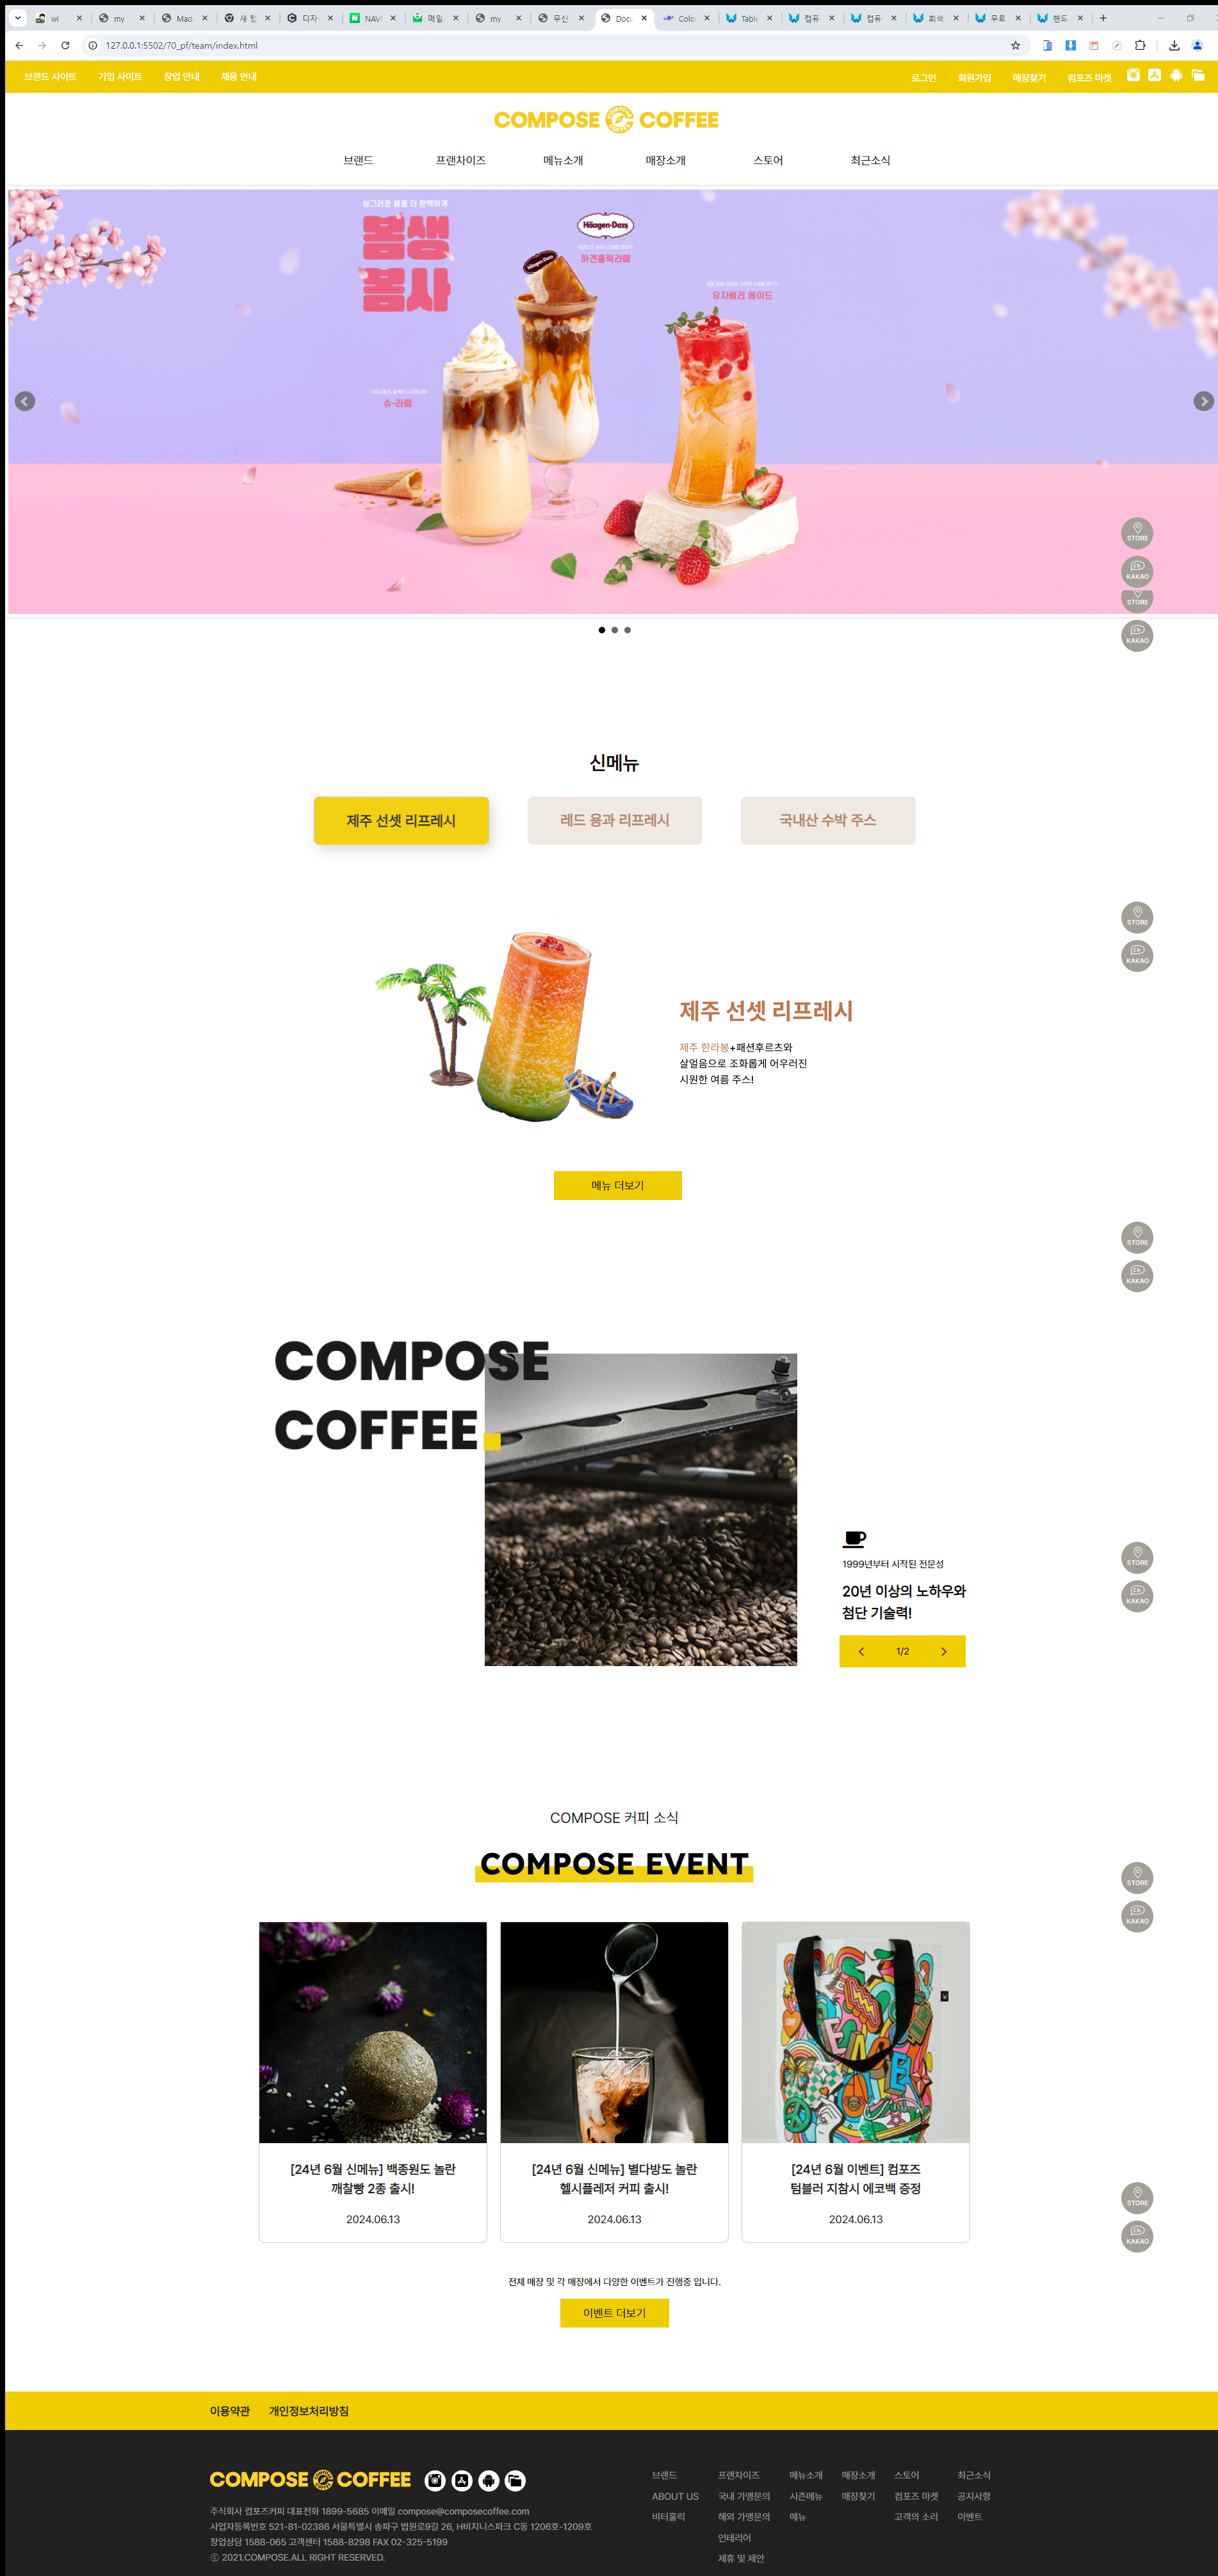 wi
my
Mad
새 탭
디자
NAVI
메일
my
무신
Doc
Colo
Table
컴퓨
컴퓨
회색
무료
핸드
127.0.0.1:5502/70_pf/team/index.html
브랜드 사이트 기업 사이트 창업 안내 채용 안내
로그인 회원가입 매장찾기 컴포즈 마켓
COMPOSE COFFEE
브랜드 프랜차이즈 메뉴소개 매장소개 스토어 최근소식
싱그러운 봄을 더 완벽하게
봄생
봄사
Häagen-Dazs
하겐홀릭라떼
유자베리 에이드
슈-라떼
STORE
KAKAO
STORE
KAKAO
신메뉴
제주 선셋 리프레시
레드 용과 리프레시
국내산 수박 주스
STORE
KAKAO
제주 선셋 리프레시
제주 한라봉+패션후르츠와
살얼음으로 조화롭게 어우러진
시원한 여름 주스!
메뉴 더보기
STORE
KAKAO
COMPOSE
COFFEE
STORE
KAKAO
1999년부터 시작된 전문성
20년 이상의 노하우와
첨단 기술력!
1/2
COMPOSE 커피 소식
COMPOSE EVENT
STORE
KAKAO
LOVE
[24년 6월 신메뉴] 백종원도 놀란
깨찰빵 2종 출시!
2024.06.13
[24년 6월 신메뉴] 별다방도 놀란
헬시플레저 커피 출시!
2024.06.13
[24년 6월 이벤트] 컴포즈
텀블러 지참시 에코백 증정
2024.06.13
STORE
KAKAO
전체 매장 및 각 매장에서 다양한 이벤트가 진행중 입니다.
이벤트 더보기
이용약관 개인정보처리방침
COMPOSE COFFEE
주식회사 컴포즈커피 대표전화 1899-5685 이메일 compose@composecoffee.com
사업자등록번호 521-81-02386 서울특별시 송파구 법원로9길 26, H비지니스파크 C동 1206호-1209호
창업상담 1588-065 고객센터 1588-8298 FAX 02-325-5199
ⓒ 2021.COMPOSE.ALL RIGHT RESERVED.
브랜드 프랜차이즈 메뉴소개 매장소개 스토어 최근소식
ABOUT US 국내 가맹문의 시즌메뉴 매장찾기 컴포즈 마켓 공지사항
비터홀릭 해외 가맹문의 메뉴 고객의 소리 이벤트
인테리어
제휴 및 제안